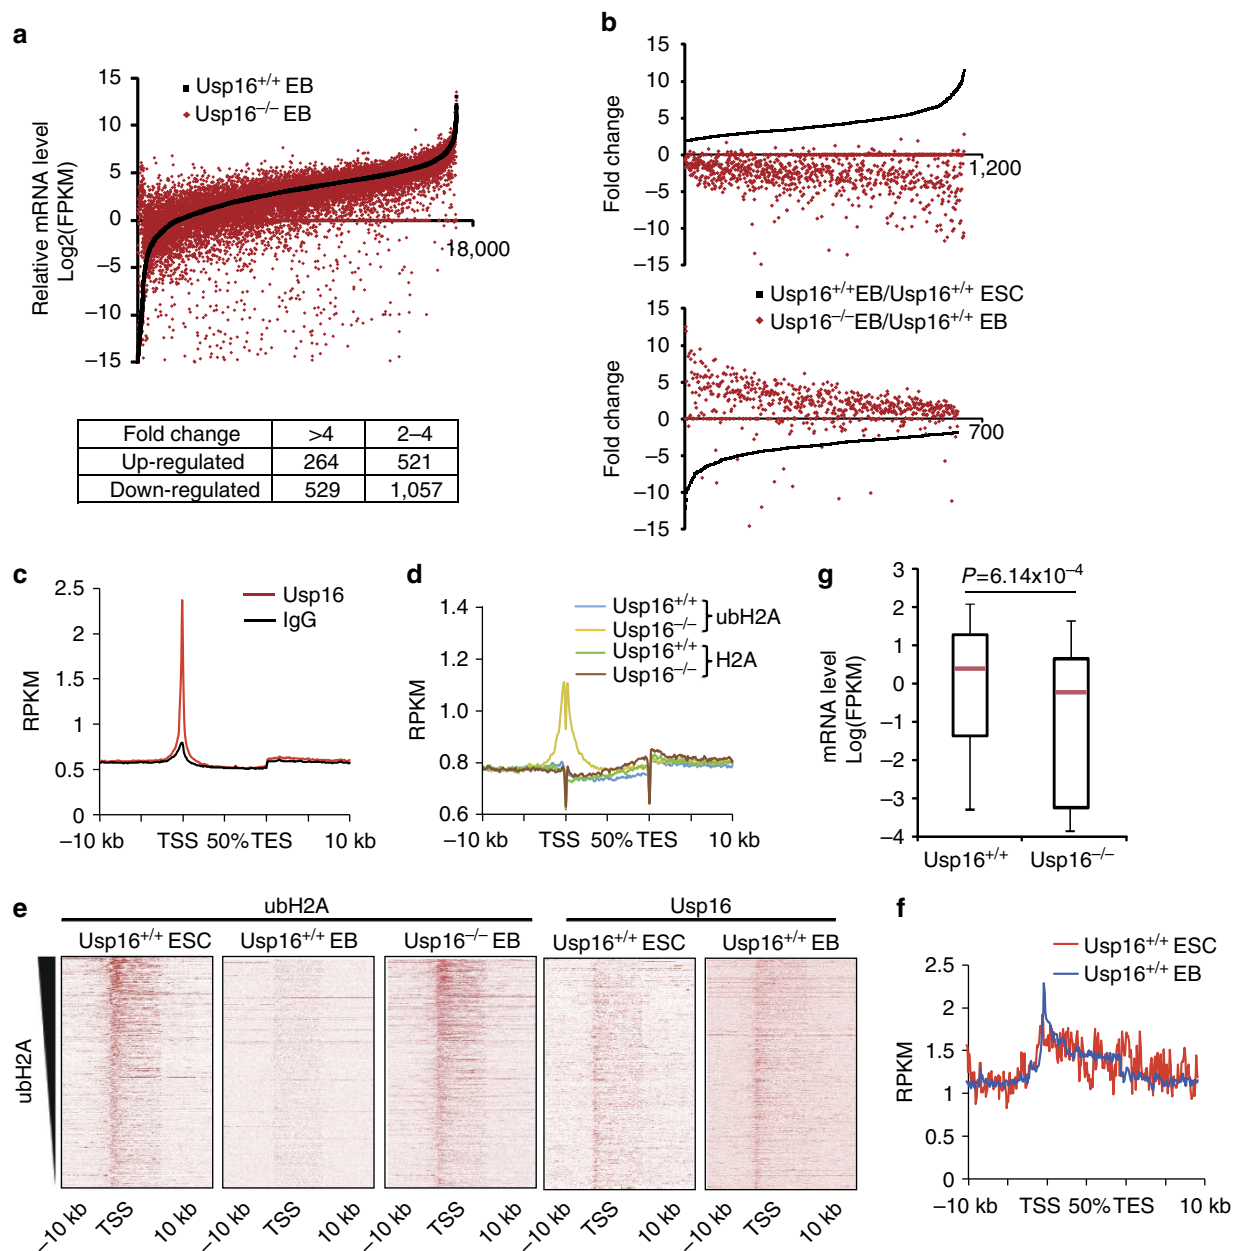 a
15
10
5
0
−5
−10
−15
Relative mRNA level
Log2(FPKM)
Usp16+/+ EB
Usp16−/− EB
18,000
Fold change >4 2–4
Up-regulated 264 521
Down-regulated 529 1,057
b
15
10
5
0
−5
−10
−15
Fold change
1,200
Usp16+/+EB/Usp16+/+ ESC
Usp16−/−EB/Usp16+/+ EB
15
10
5
0
−5
−10
−15
Fold change
700
c
2.5
2
1.5
1
0.5
0
RPKM
Usp16
IgG
−10 kb TSS 50% TES 10 kb
d
1.4
1.2
1.0
0.8
0.6
RPKM
Usp16+/+
Usp16−/−
ubH2A
Usp16+/+
Usp16−/−
H2A
−10 kb TSS 50% TES 10 kb
g
3
2
1
0
−1
−2
−3
−4
mRNA level
Log(FPKM)
P=6.14x10−4
Usp16+/+ Usp16−/−
e
ubH2A Usp16
Usp16+/+ ESC Usp16+/+ EB Usp16−/− EB Usp16+/+ ESC Usp16+/+ EB
ubH2A
−10 kb TSS 10 kb −10 kb TSS 10 kb −10 kb TSS 10 kb −10 kb TSS 10 kb −10 kb TSS 10 kb
f
Usp16+/+ ESC
Usp16+/+ EB
2.5
2
1.5
1
0.5
0
RPKM
−10 kb TSS 50% TES 10 kb